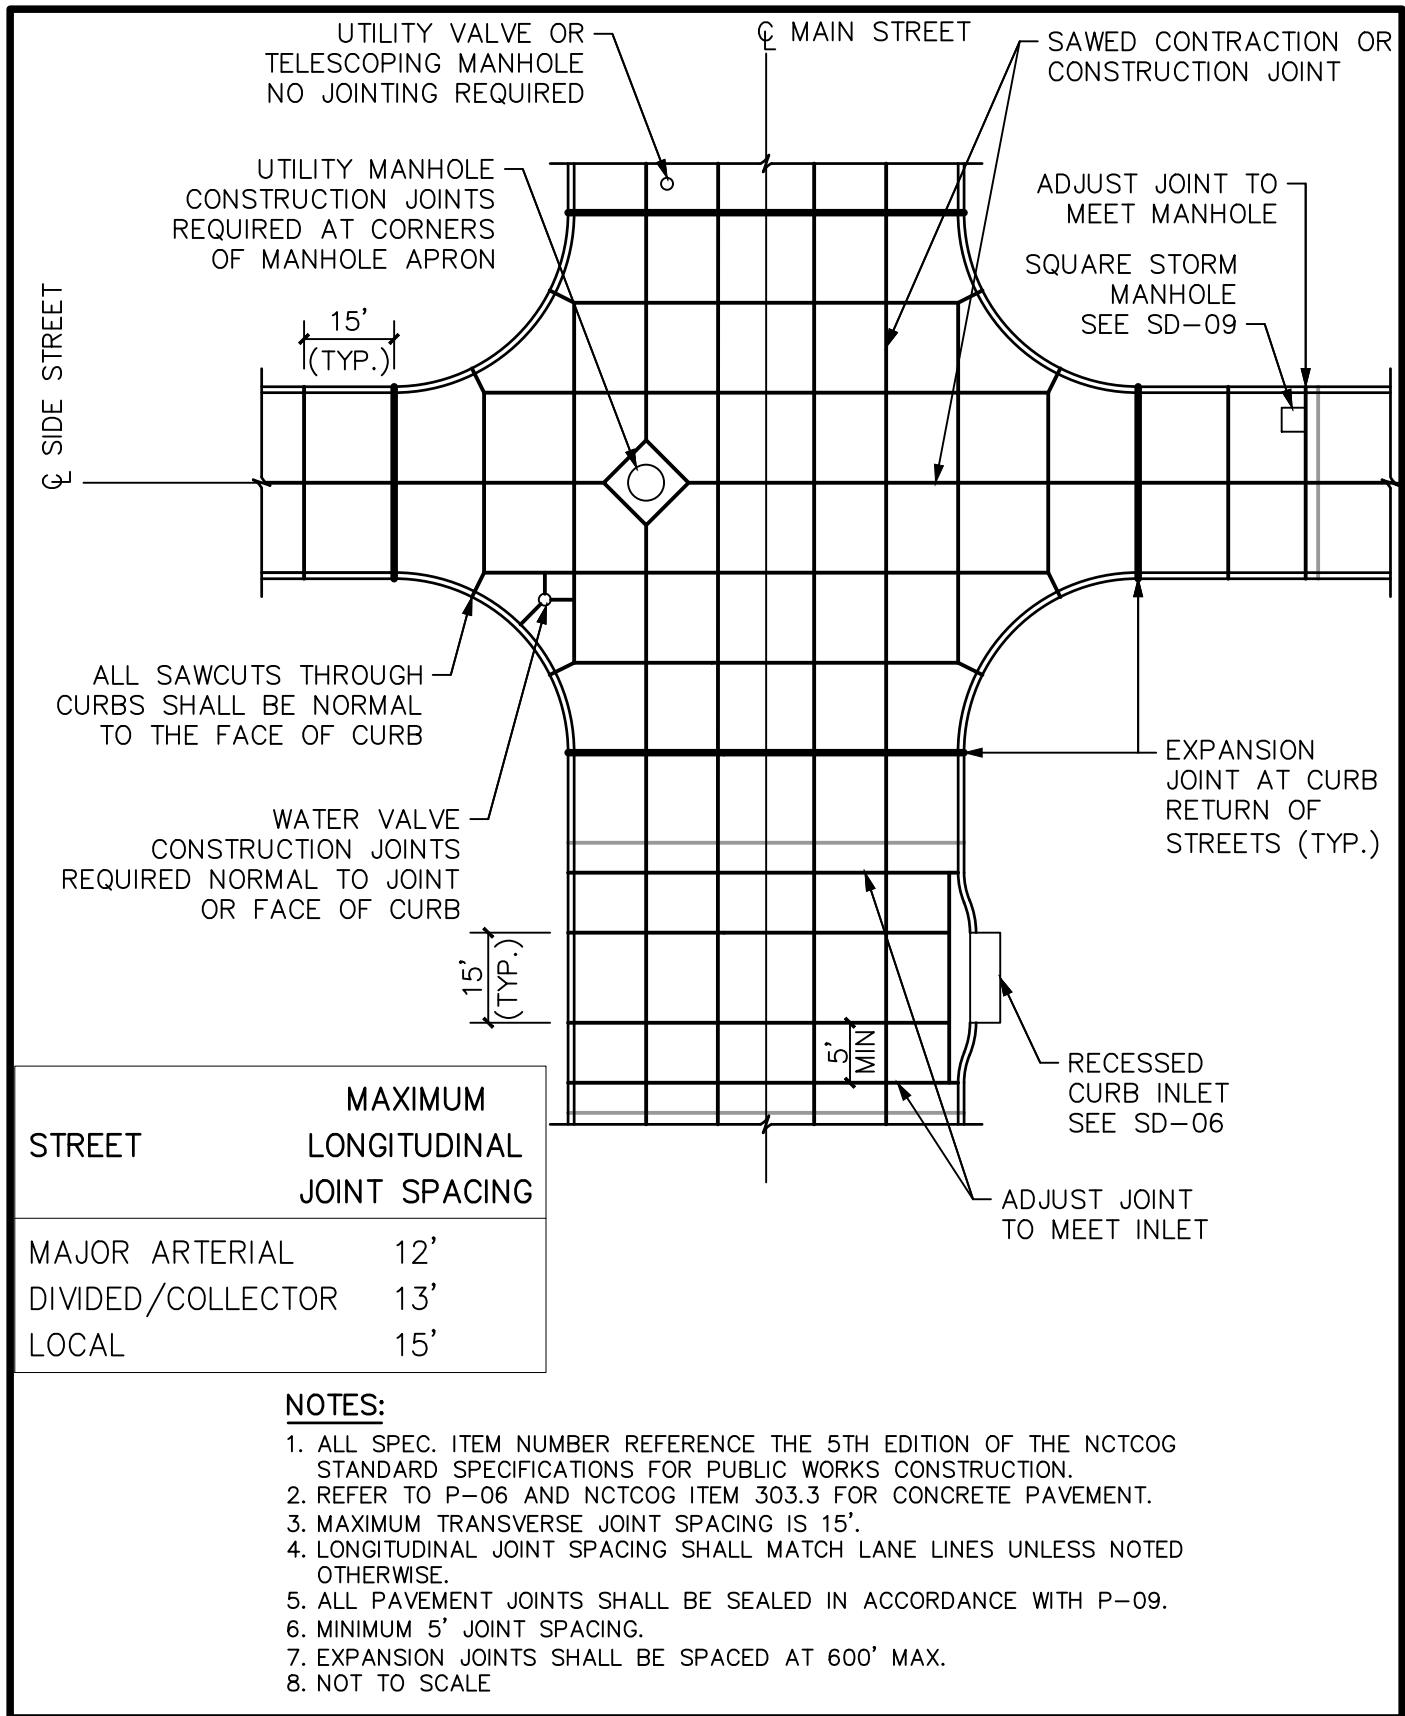 UTILITY VALVE OR
TELESCOPING MANHOLE
NO JOINTING REQUIRED
℄ MAIN STREET
SAWED CONTRACTION OR
CONSTRUCTION JOINT
UTILITY MANHOLE
CONSTRUCTION JOINTS
REQUIRED AT CORNERS
OF MANHOLE APRON
ADJUST JOINT TO
MEET MANHOLE
SQUARE STORM
MANHOLE
SEE SD-09
℄ SIDE STREET
15'
(TYP.)
ALL SAWCUTS THROUGH
CURBS SHALL BE NORMAL
TO THE FACE OF CURB
EXPANSION
JOINT AT CURB
RETURN OF
STREETS (TYP.)
WATER VALVE
CONSTRUCTION JOINTS
REQUIRED NORMAL TO JOINT
OR FACE OF CURB
15'
(TYP.)
5'
MIN
RECESSED
CURB INLET
SEE SD-06
ADJUST JOINT
TO MEET INLET
STREET
MAXIMUM
LONGITUDINAL
JOINT SPACING
MAJOR ARTERIAL 12'
DIVIDED/COLLECTOR 13'
LOCAL 15'
NOTES:
1. ALL SPEC. ITEM NUMBER REFERENCE THE 5TH EDITION OF THE NCTCOG
STANDARD SPECIFICATIONS FOR PUBLIC WORKS CONSTRUCTION.
2. REFER TO P-06 AND NCTCOG ITEM 303.3 FOR CONCRETE PAVEMENT.
3. MAXIMUM TRANSVERSE JOINT SPACING IS 15'.
4. LONGITUDINAL JOINT SPACING SHALL MATCH LANE LINES UNLESS NOTED
OTHERWISE.
5. ALL PAVEMENT JOINTS SHALL BE SEALED IN ACCORDANCE WITH P-09.
6. MINIMUM 5' JOINT SPACING.
7. EXPANSION JOINTS SHALL BE SPACED AT 600' MAX.
8. NOT TO SCALE